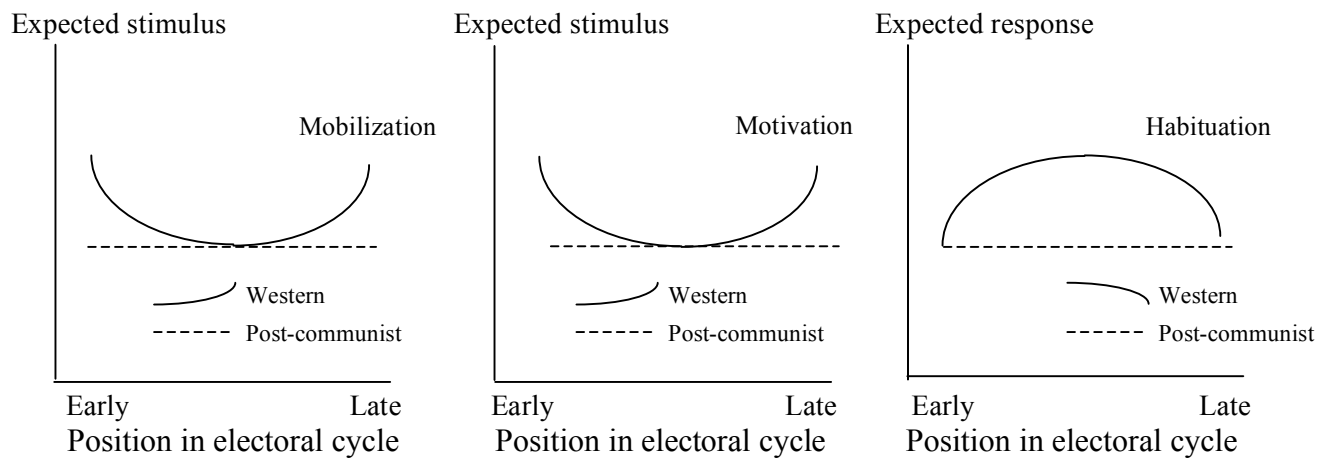 Expected stimulus
Mobilization
Western
Post-communist
Early Late
Position in electoral cycle
Expected stimulus
Motivation
Western
Post-communist
Early Late
Position in electoral cycle
Expected response
Habituation
Western
Post-communist
Early Late
Position in electoral cycle